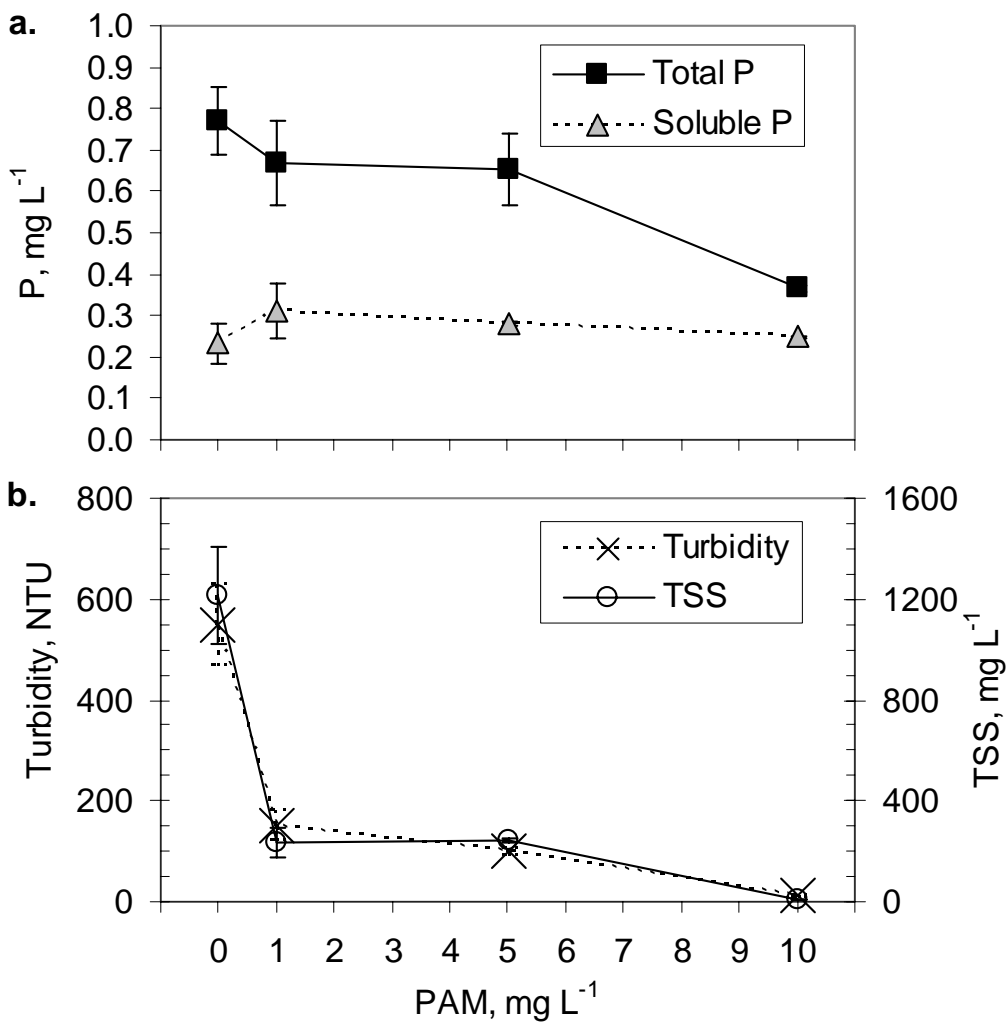 a.
1.0
0.9
0.8
0.7
0.6
0.5
0.4
0.3
0.2
0.1
0.0
P, mg L⁻¹
Total P
Soluble P
b.
800
600
400
200
0
Turbidity, NTU
Turbidity
TSS
1600
1200
800
400
0
TSS, mg L⁻¹
0 1 2 3 4 5 6 7 8 9 10
PAM, mg L⁻¹